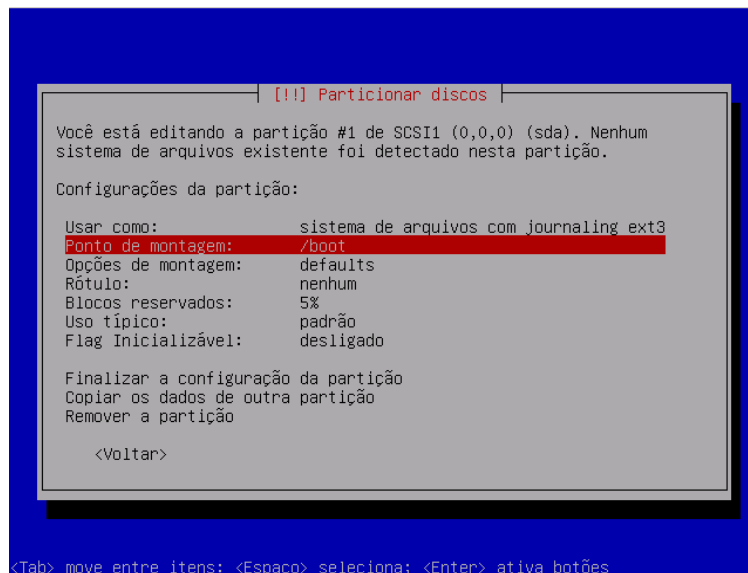 [!!] Particionar discos
Você está editando a partição #1 de SCSI1 (0,0,0) (sda). Nenhum
sistema de arquivos existente foi detectado nesta partição.
Configurações da partição:
Usar como: sistema de arquivos com journaling ext3
Ponto de montagem: /boot
Opções de montagem: defaults
Rótulo: nenhum
Blocos reservados: 5%
Uso típico: padrão
Flag Inicializável: desligado
Finalizar a configuração da partição
Copiar os dados de outra partição
Remover a partição
<Voltar>
<Tab> move entre itens; <Espaço> seleciona; <Enter> ativa botões